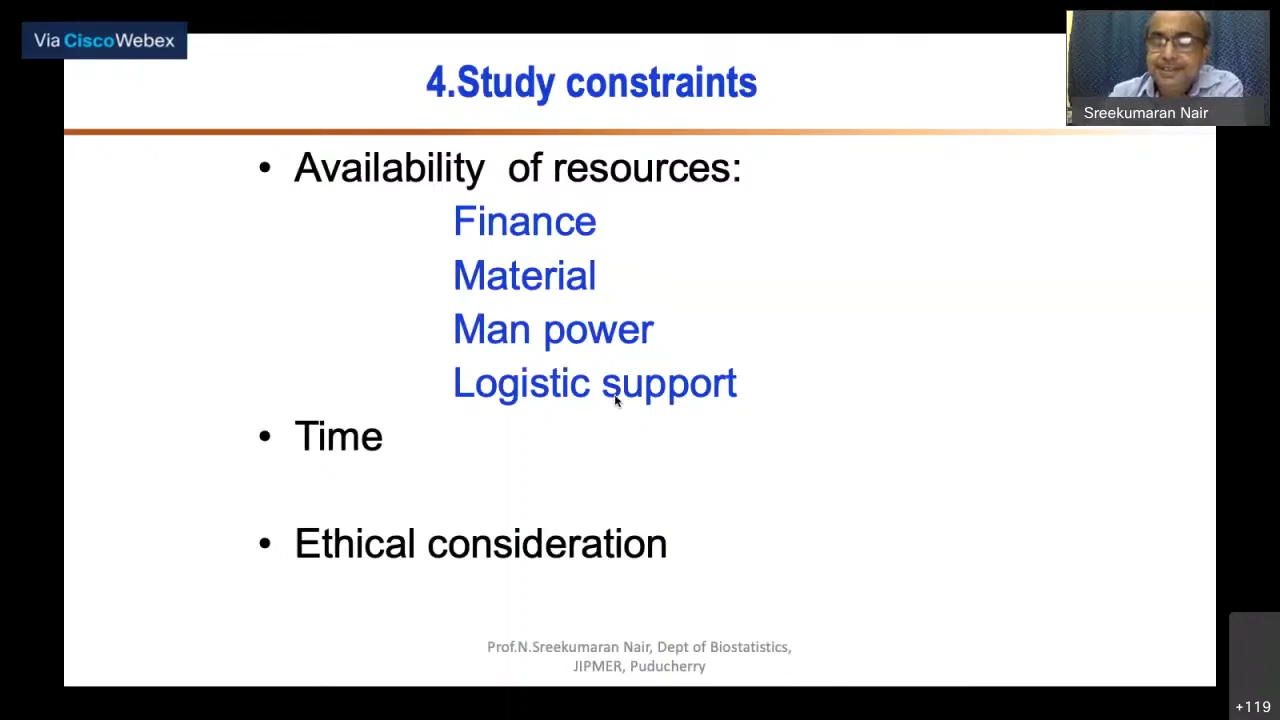 Via CiscoWebex
4.Study constraints
Sreekumaran Nair
• Availability of resources:
Finance
Material
Man power
Logistic support
• Time
• Ethical consideration
Prof.N.Sreekumaran Nair, Dept of Biostatistics,
JIPMER, Puducherry
+119